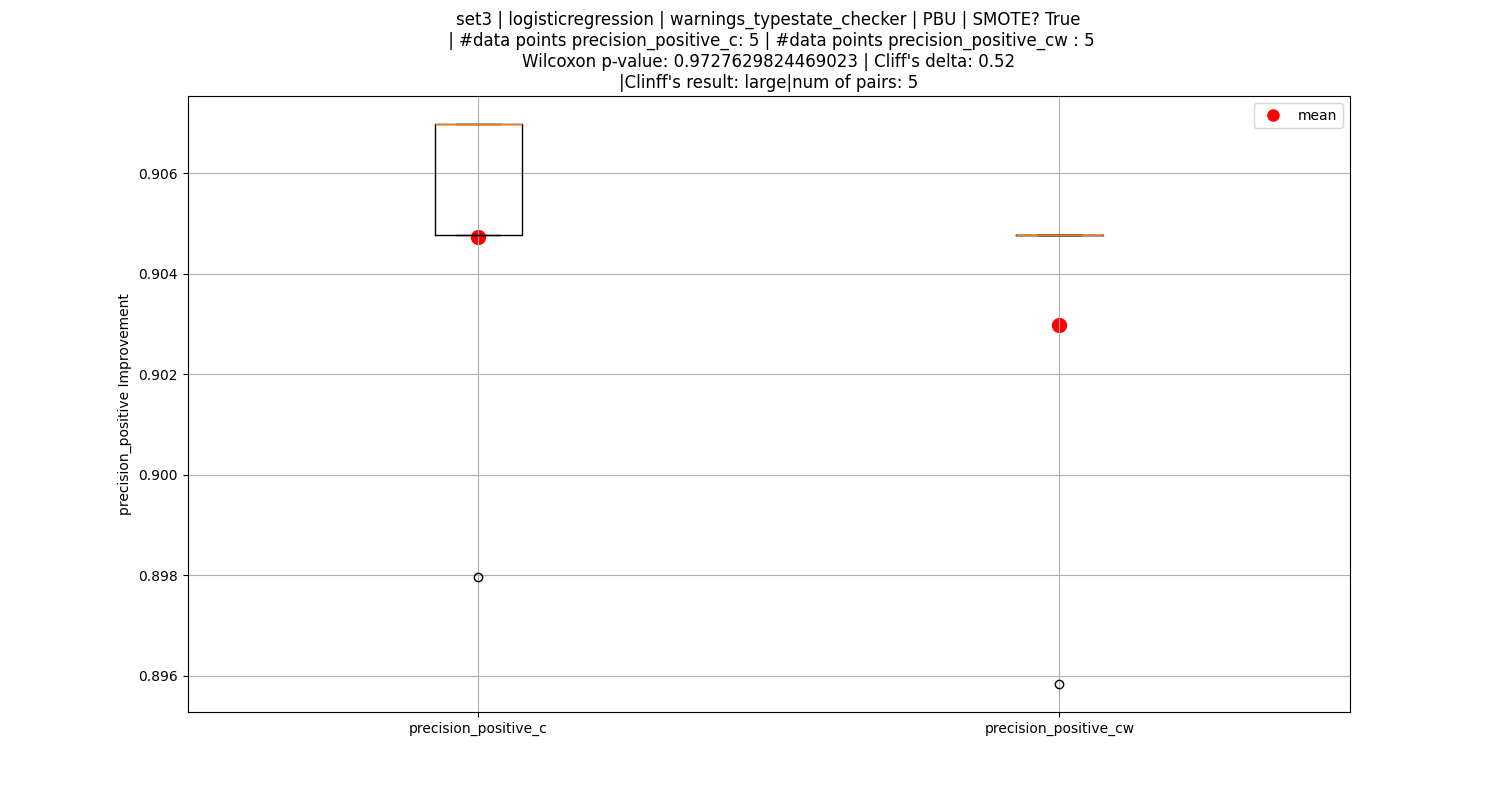 set3 | logisticregression | warnings_typestate_checker | PBU | SMOTE? True
| #data points precision_positive_c: 5 | #data points precision_positive_cw : 5
Wilcoxon p-value: 0.9727629824469023 | Cliff's delta: 0.52
|Clinff's result: large|num of pairs: 5
mean
0.906
0.904
0.902
0.900
0.898
0.896
precision_positive Improvement
precision_positive_c
precision_positive_cw